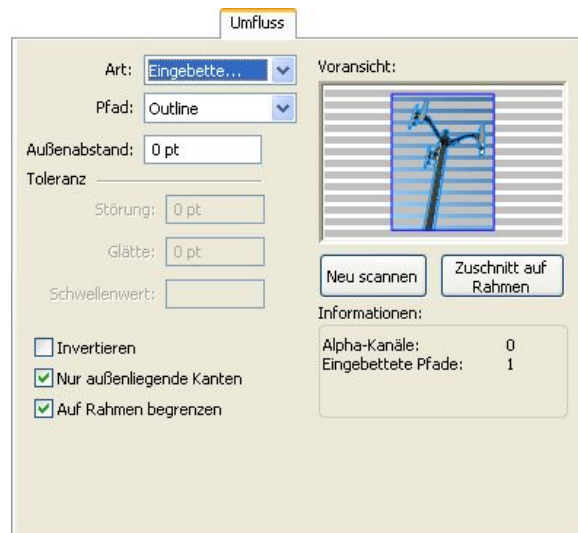 Umfluss
Art: Eingebette...
Pfad: Outline
Außenabstand: 0 pt
Toleranz
Störung: 0 pt
Glätte: 0 pt
Schwellenwert:
Invertieren
Nur außenliegende Kanten
Auf Rahmen begrenzen
Voransicht:
Neu scannen
Zuschnitt auf
Rahmen
Informationen:
Alpha-Kanäle: 0
Eingebettete Pfade: 1